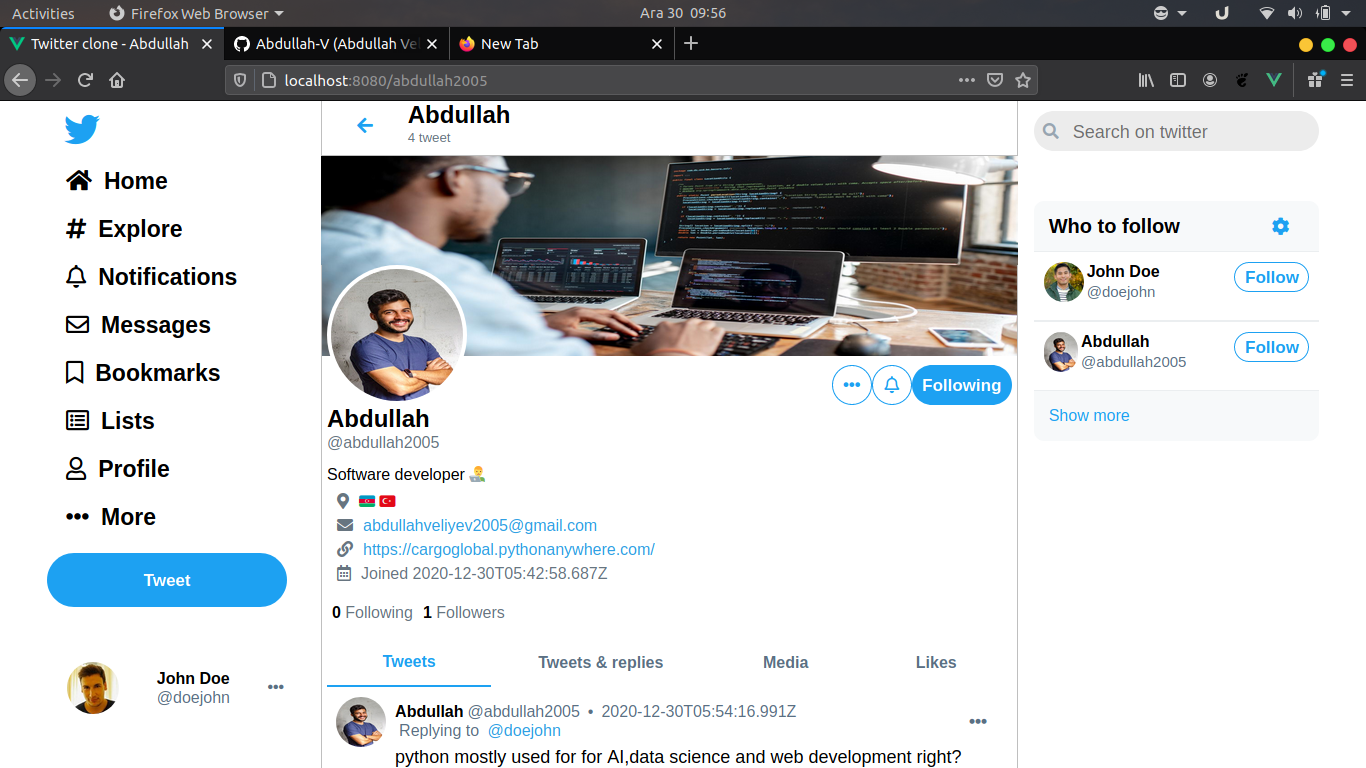 Activities Firefox Web Browser Ara 30 09:56
Twitter clone - Abdullah Abdullah-V (Abdullah Vel New Tab
localhost:8080/abdullah2005
Home
Explore
Notifications
Messages
Bookmarks
Lists
Profile
More
Tweet
John Doe
@doejohn
Abdullah
4 tweet
Following
Abdullah
@abdullah2005
Software developer
abdullahveliyev2005@gmail.com
https://cargoglobal.pythonanywhere.com/
Joined 2020-12-30T05:42:58.687Z
0 Following 1 Followers
Tweets Tweets & replies Media Likes
Abdullah @abdullah2005 • 2020-12-30T05:54:16.991Z
Replying to @doejohn
python mostly used for for AI,data science and web development right?
Search on twitter
Who to follow
John Doe
@doejohn
Follow
Abdullah
@abdullah2005
Follow
Show more